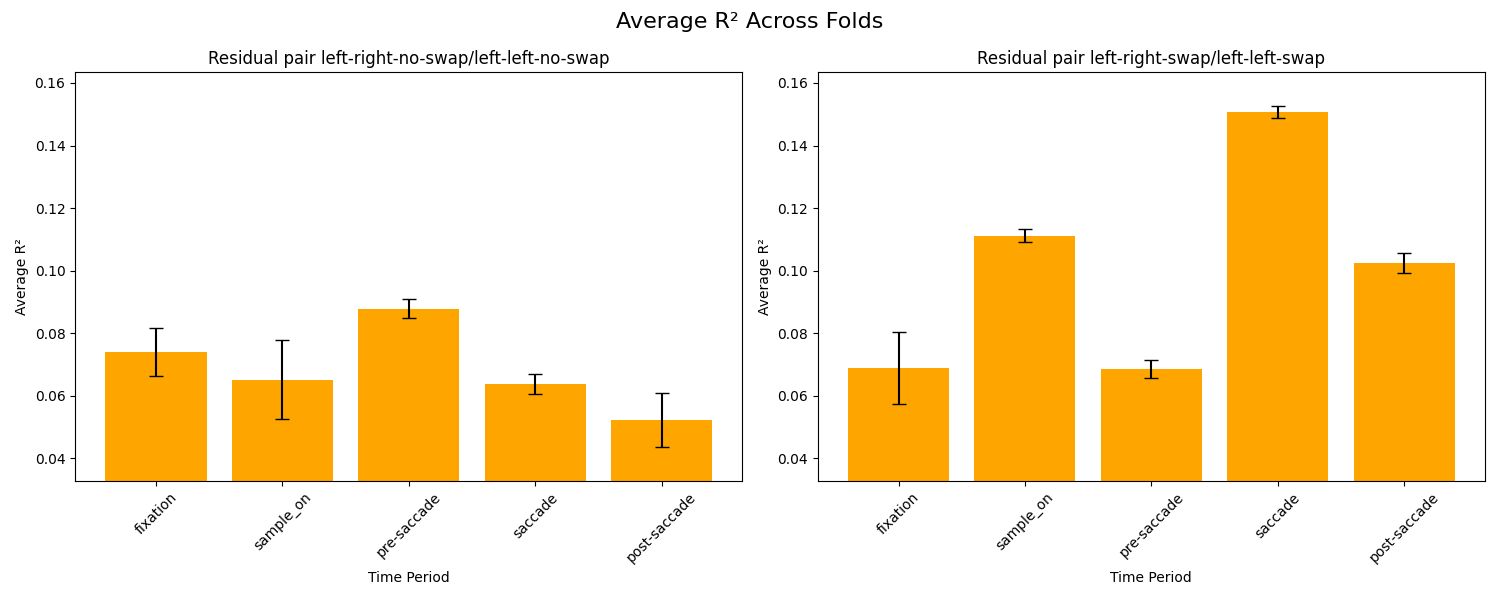 Average R² Across Folds
Residual pair left-right-no-swap/left-left-no-swap
Average R²
0.16
0.14
0.12
0.10
0.08
0.06
0.04
fixation
sample_on
pre-saccade
saccade
post-saccade
Time Period
Residual pair left-right-swap/left-left-swap
Average R²
0.16
0.14
0.12
0.10
0.08
0.06
0.04
fixation
sample_on
pre-saccade
saccade
post-saccade
Time Period